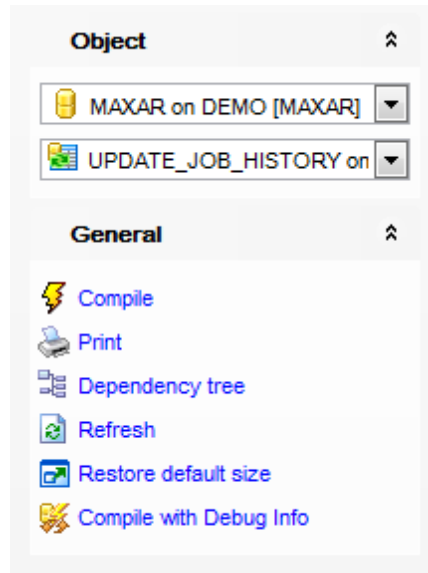 Object
MAXAR on DEMO [MAXAR]
UPDATE_JOB_HISTORY on
General
Compile
Print
Dependency tree
Refresh
Restore default size
Compile with Debug Info